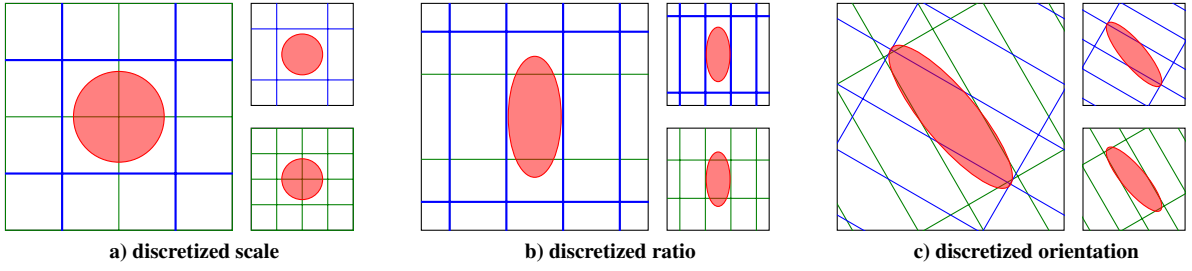 a) discretized scale
b) discretized ratio
c) discretized orientation